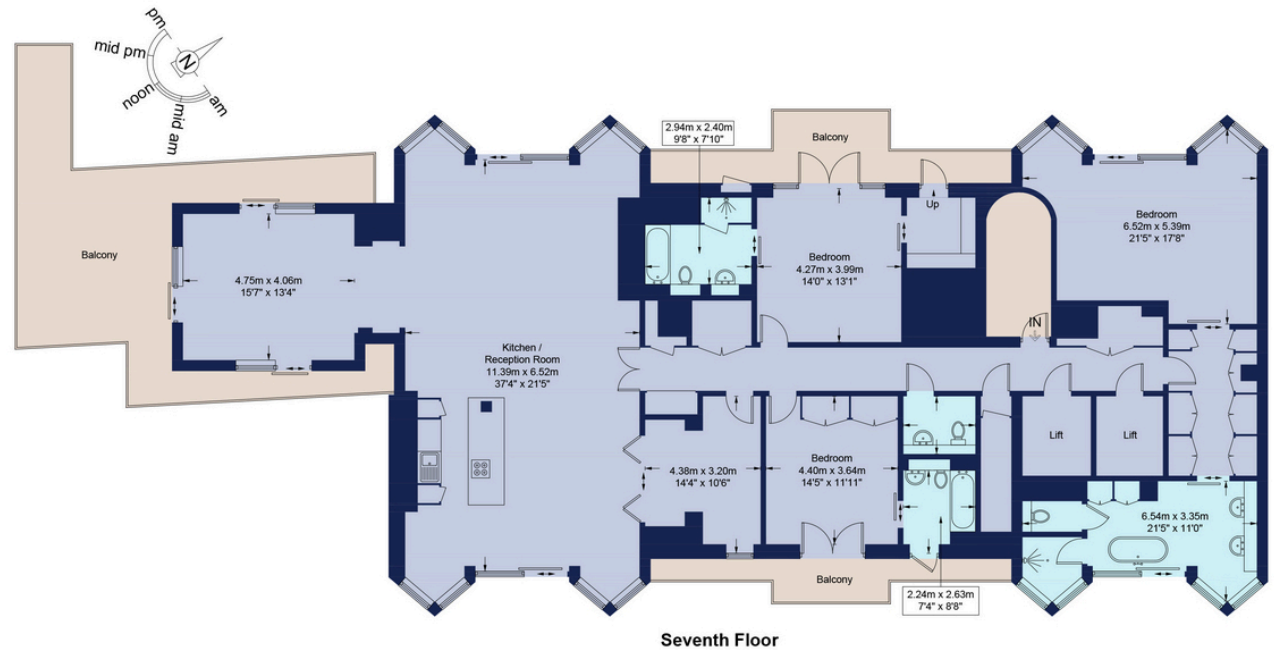 pm
mid pm
N
noon
mid am
am
2.94m x 2.40m
9'8" x 7'10"
Balcony
Up
Bedroom
6.52m x 5.39m
21'5" x 17'8"
Balcony
4.75m x 4.06m
15'7" x 13'4"
Bedroom
4.27m x 3.99m
14'0" x 13'1"
IN
Kitchen /
Reception Room
11.39m x 6.52m
37'4" x 21'5"
Lift
Lift
4.38m x 3.20m
14'4" x 10'6"
Bedroom
4.40m x 3.64m
14'5" x 11'11"
6.54m x 3.35m
21'5" x 11'0"
Balcony
2.24m x 2.63m
7'4" x 8'8"
Seventh Floor